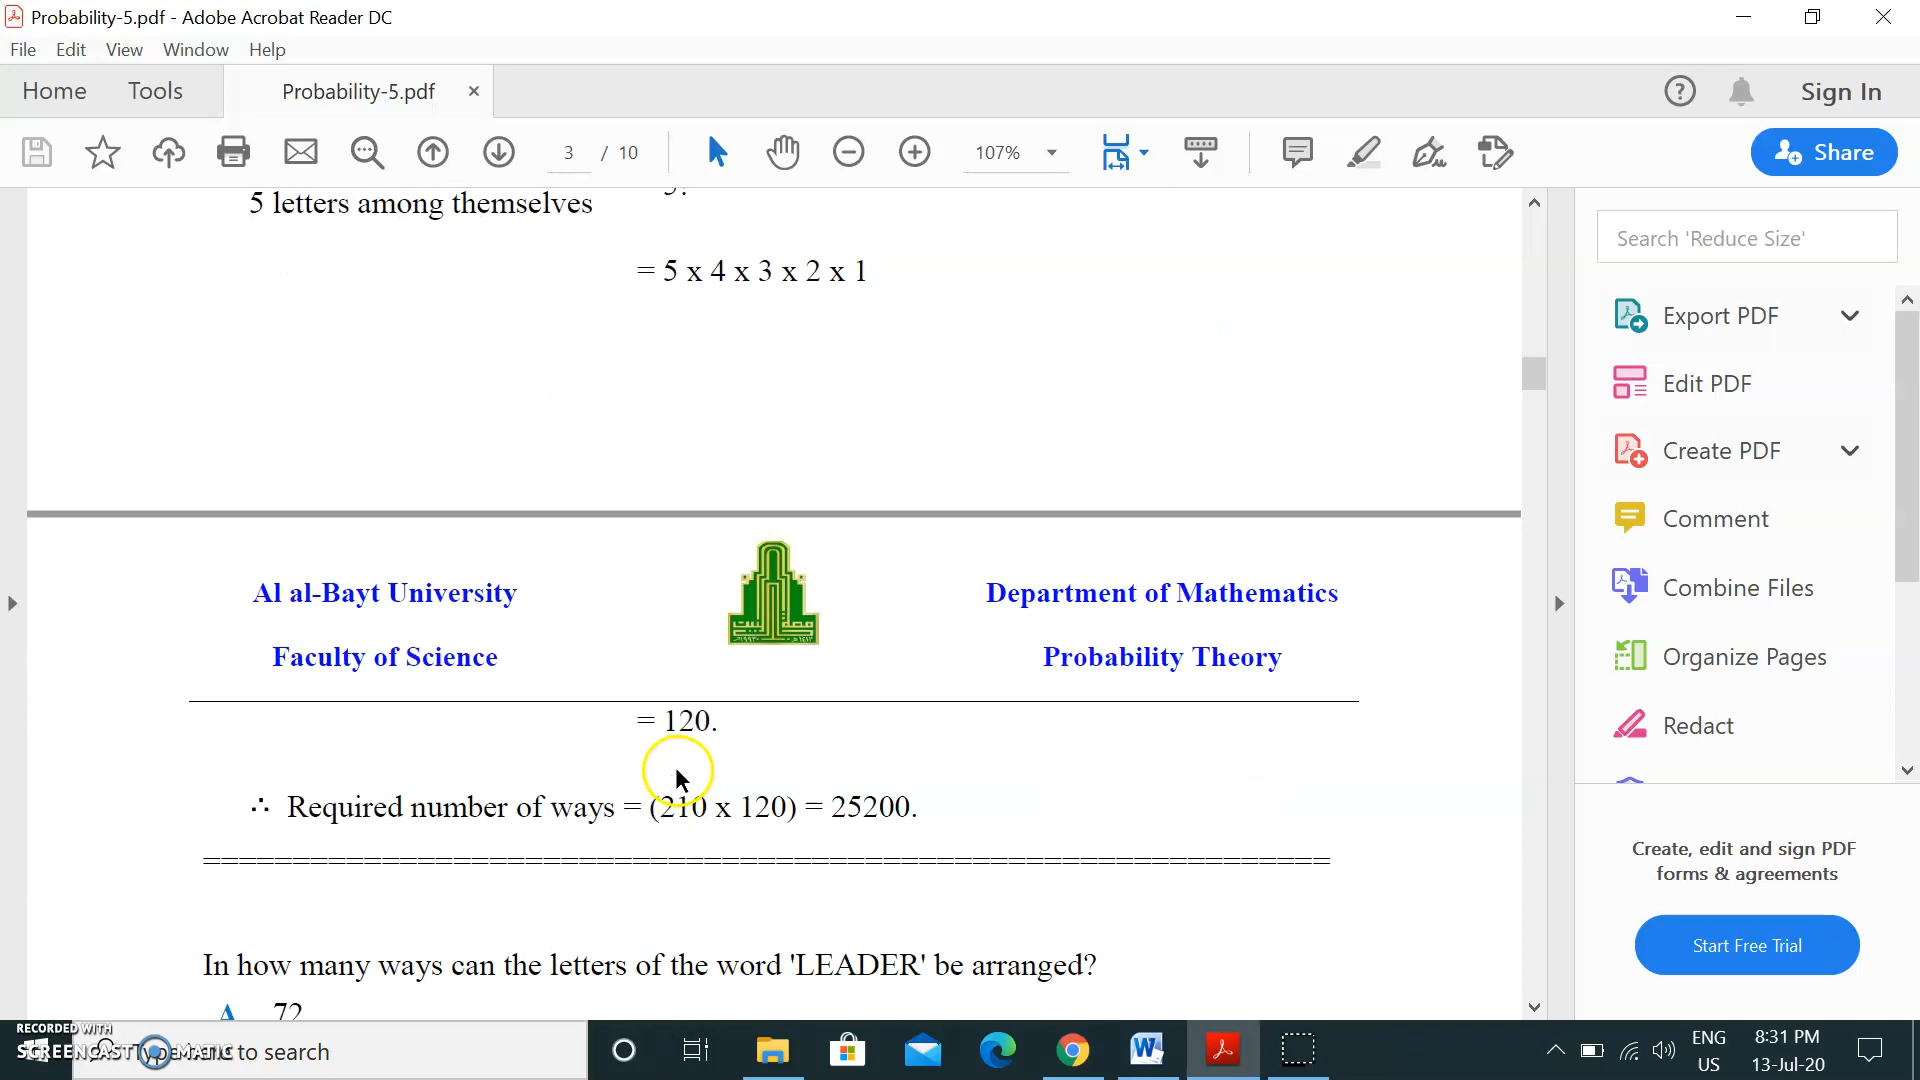 Probability-5.pdf - Adobe Acrobat Reader DC
File Edit View Window Help
Home Tools Probability-5.pdf × Sign In
3 / 10 107% Share
5 letters among themselves
= 5 x 4 x 3 x 2 x 1
Al al-Bayt University Department of Mathematics
Faculty of Science Probability Theory
= 120.
∴ Required number of ways = (210 x 120) = 25200.
In how many ways can the letters of the word 'LEADER' be arranged?
A 72
Search 'Reduce Size'
Export PDF
Edit PDF
Create PDF
Comment
Combine Files
Organize Pages
Redact
Create, edit and sign PDF
forms & agreements
Start Free Trial
RECORDED WITH
SCREENCAST MATIC
to search
ENG
US
8:31 PM
13-Jul-20